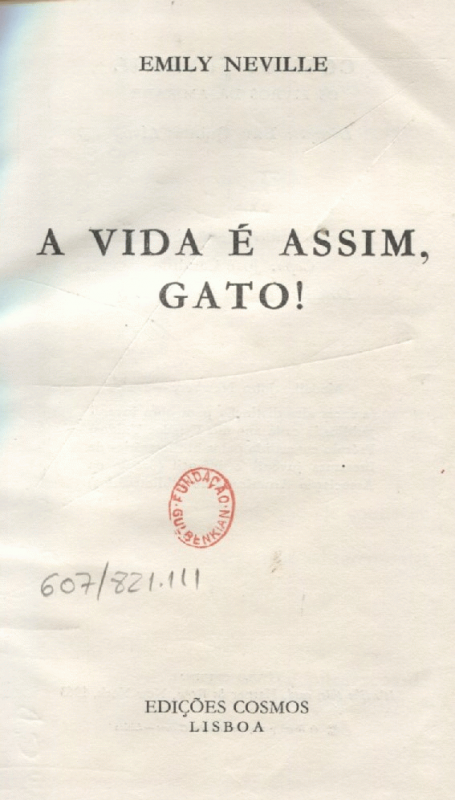 EMILY NEVILLE
A VIDA É ASSIM,
GATO!
FUNDAÇÃO
GULBENKIAN
607/821.111
EDIÇÕES COSMOS
LISBOA